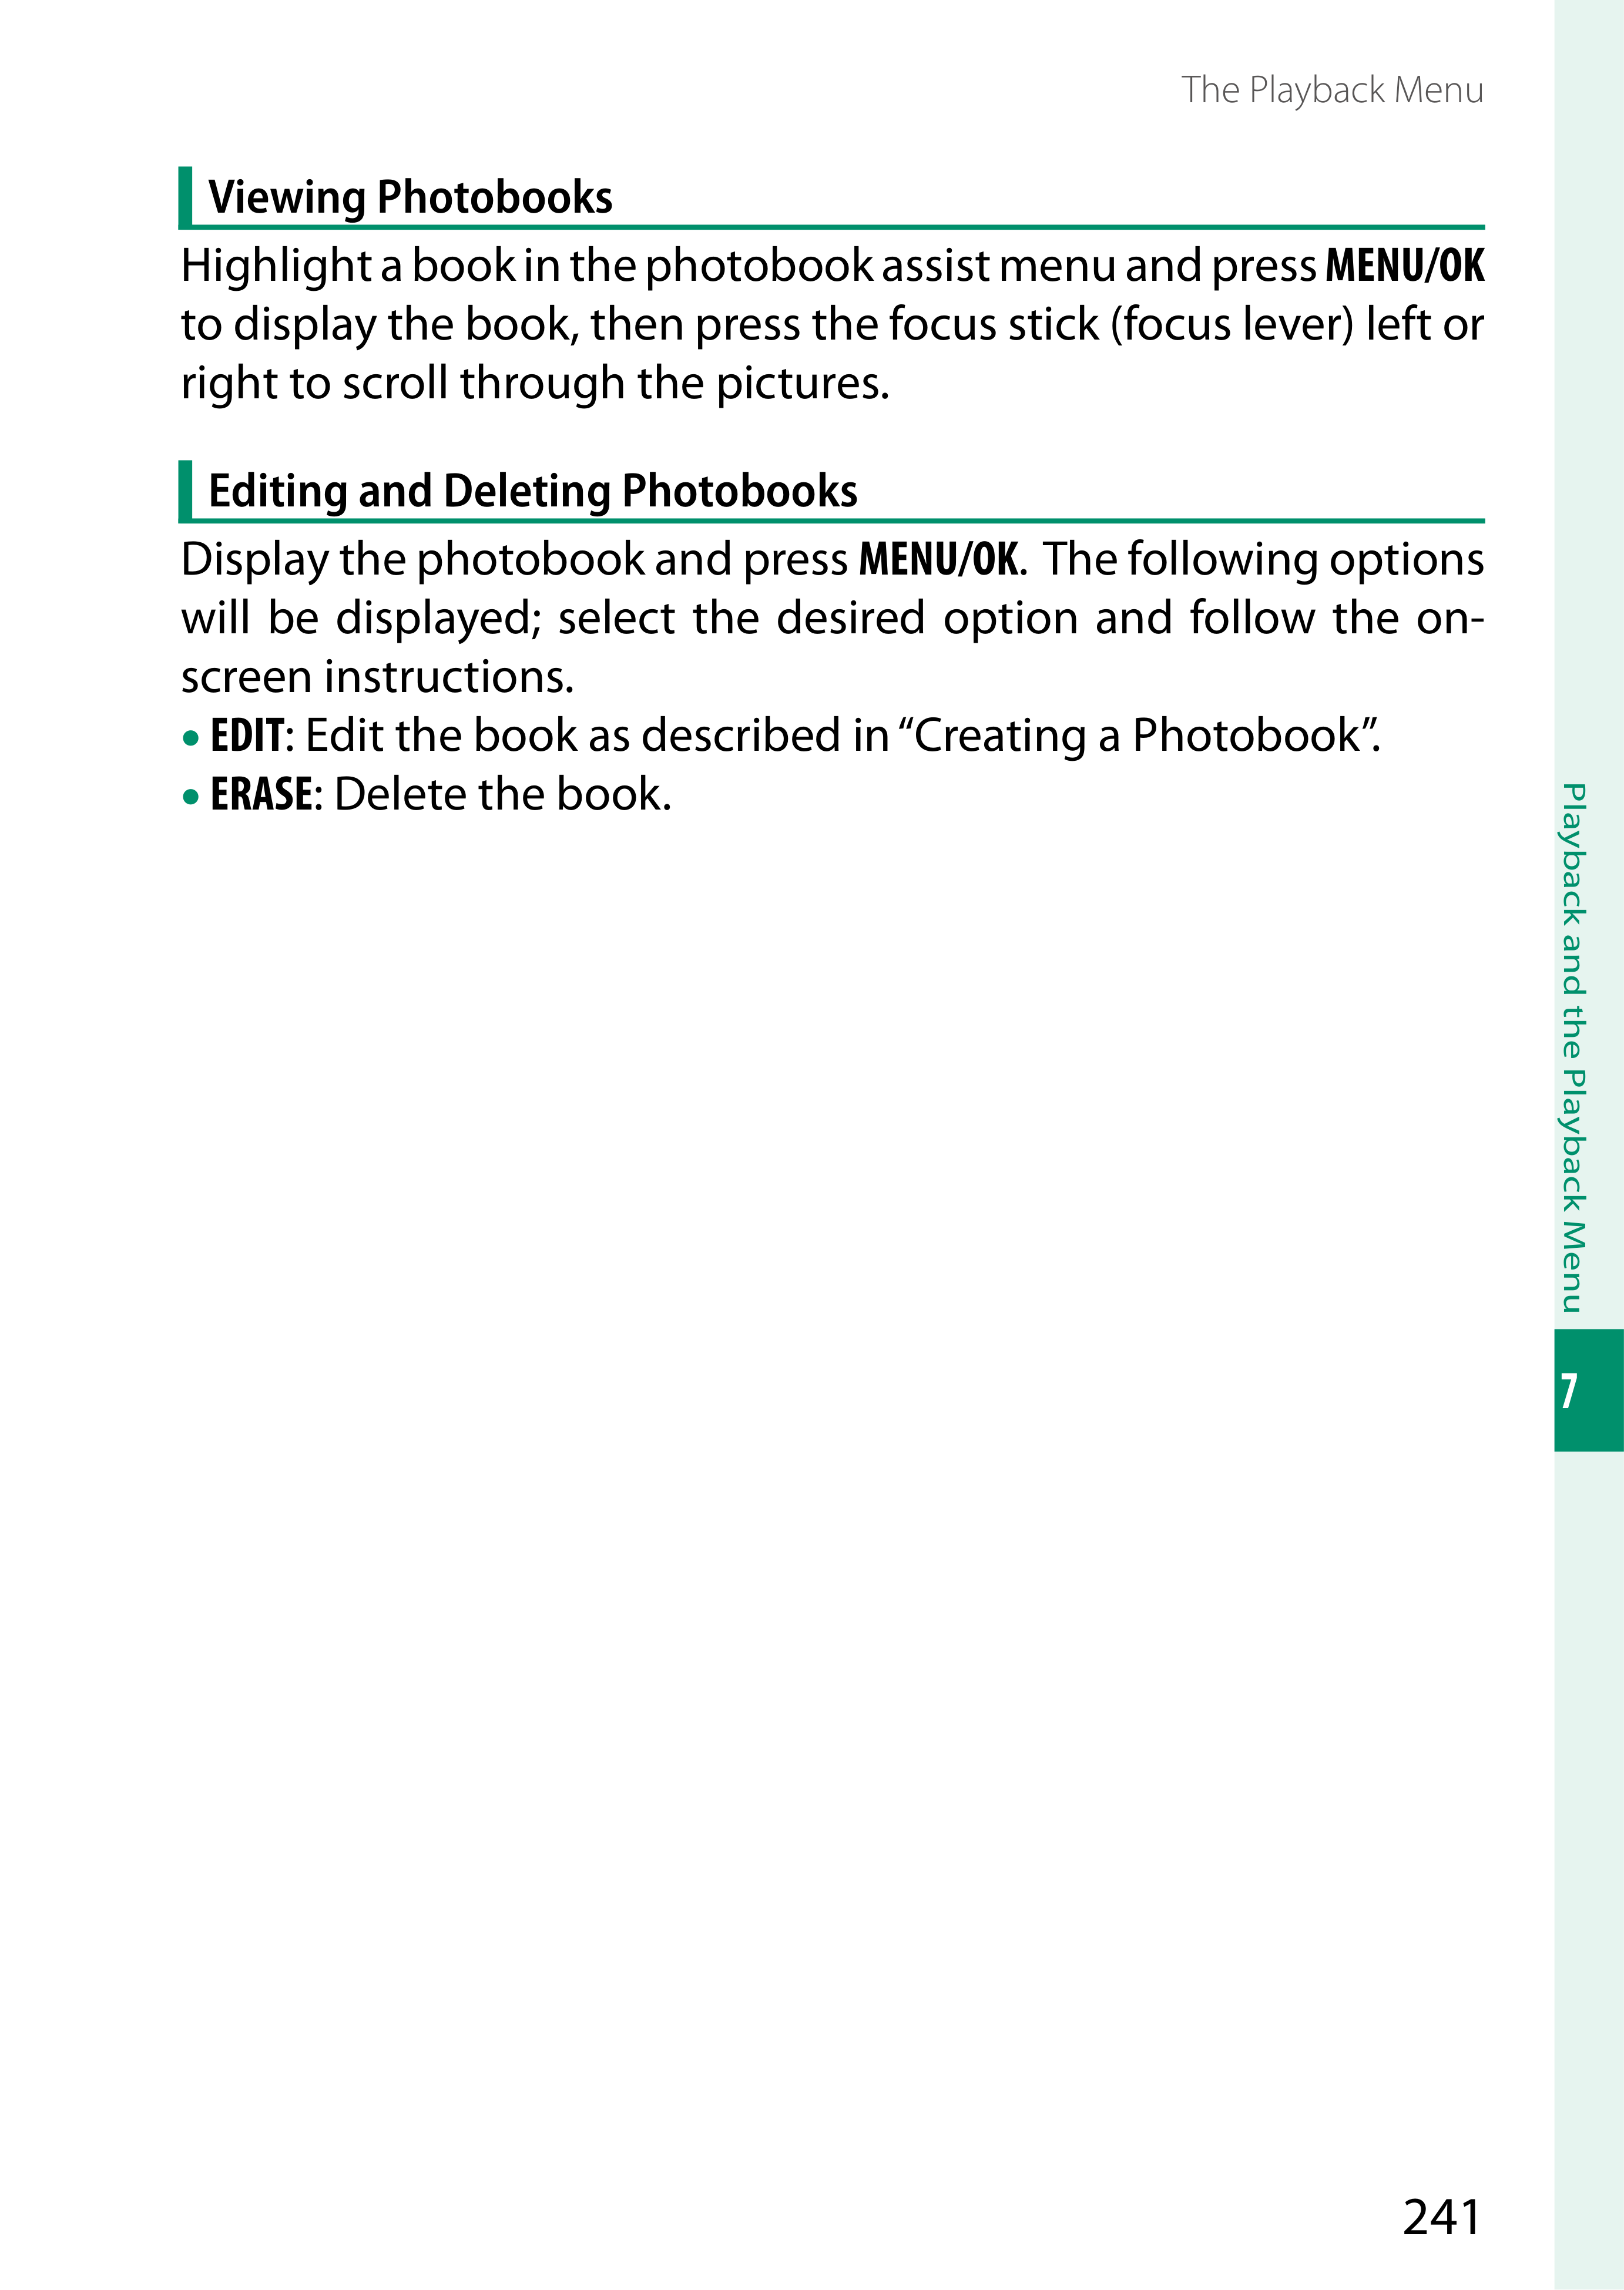 The Playback Menu
Viewing Photobooks
Highlight a book in the photobook assist menu and press MENU/OK
to display the book, then press the focus stick (focus lever) left or
right to scroll through the pictures.
Editing and Deleting Photobooks
Display the photobook and press MENU/OK. The following options
will be displayed; select the desired option and follow the on-
screen instructions.
• EDIT: Edit the book as described in “Creating a Photobook”.
• ERASE: Delete the book.
Playback and the Playback Menu
7
241